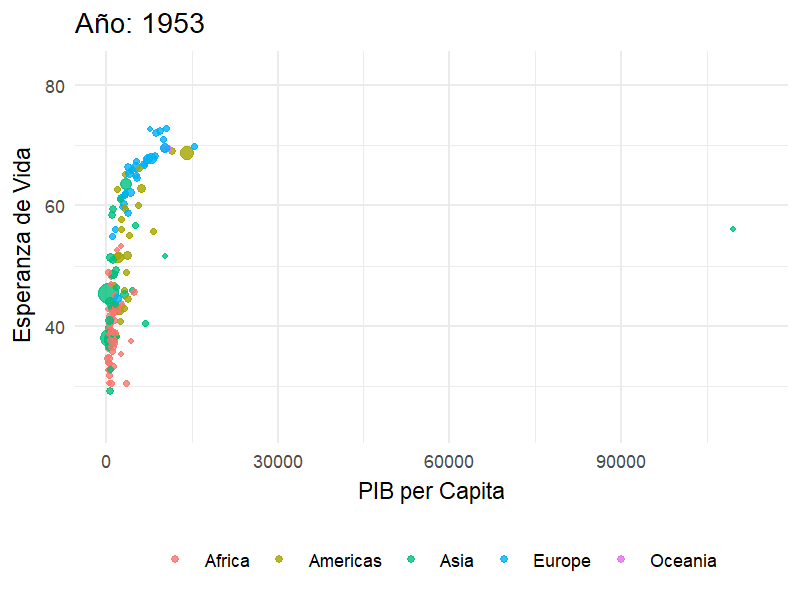 Año: 1953
80
60
40
Esperanza de Vida
0 30000 60000 90000
PIB per Capita
Africa Americas Asia Europe Oceania